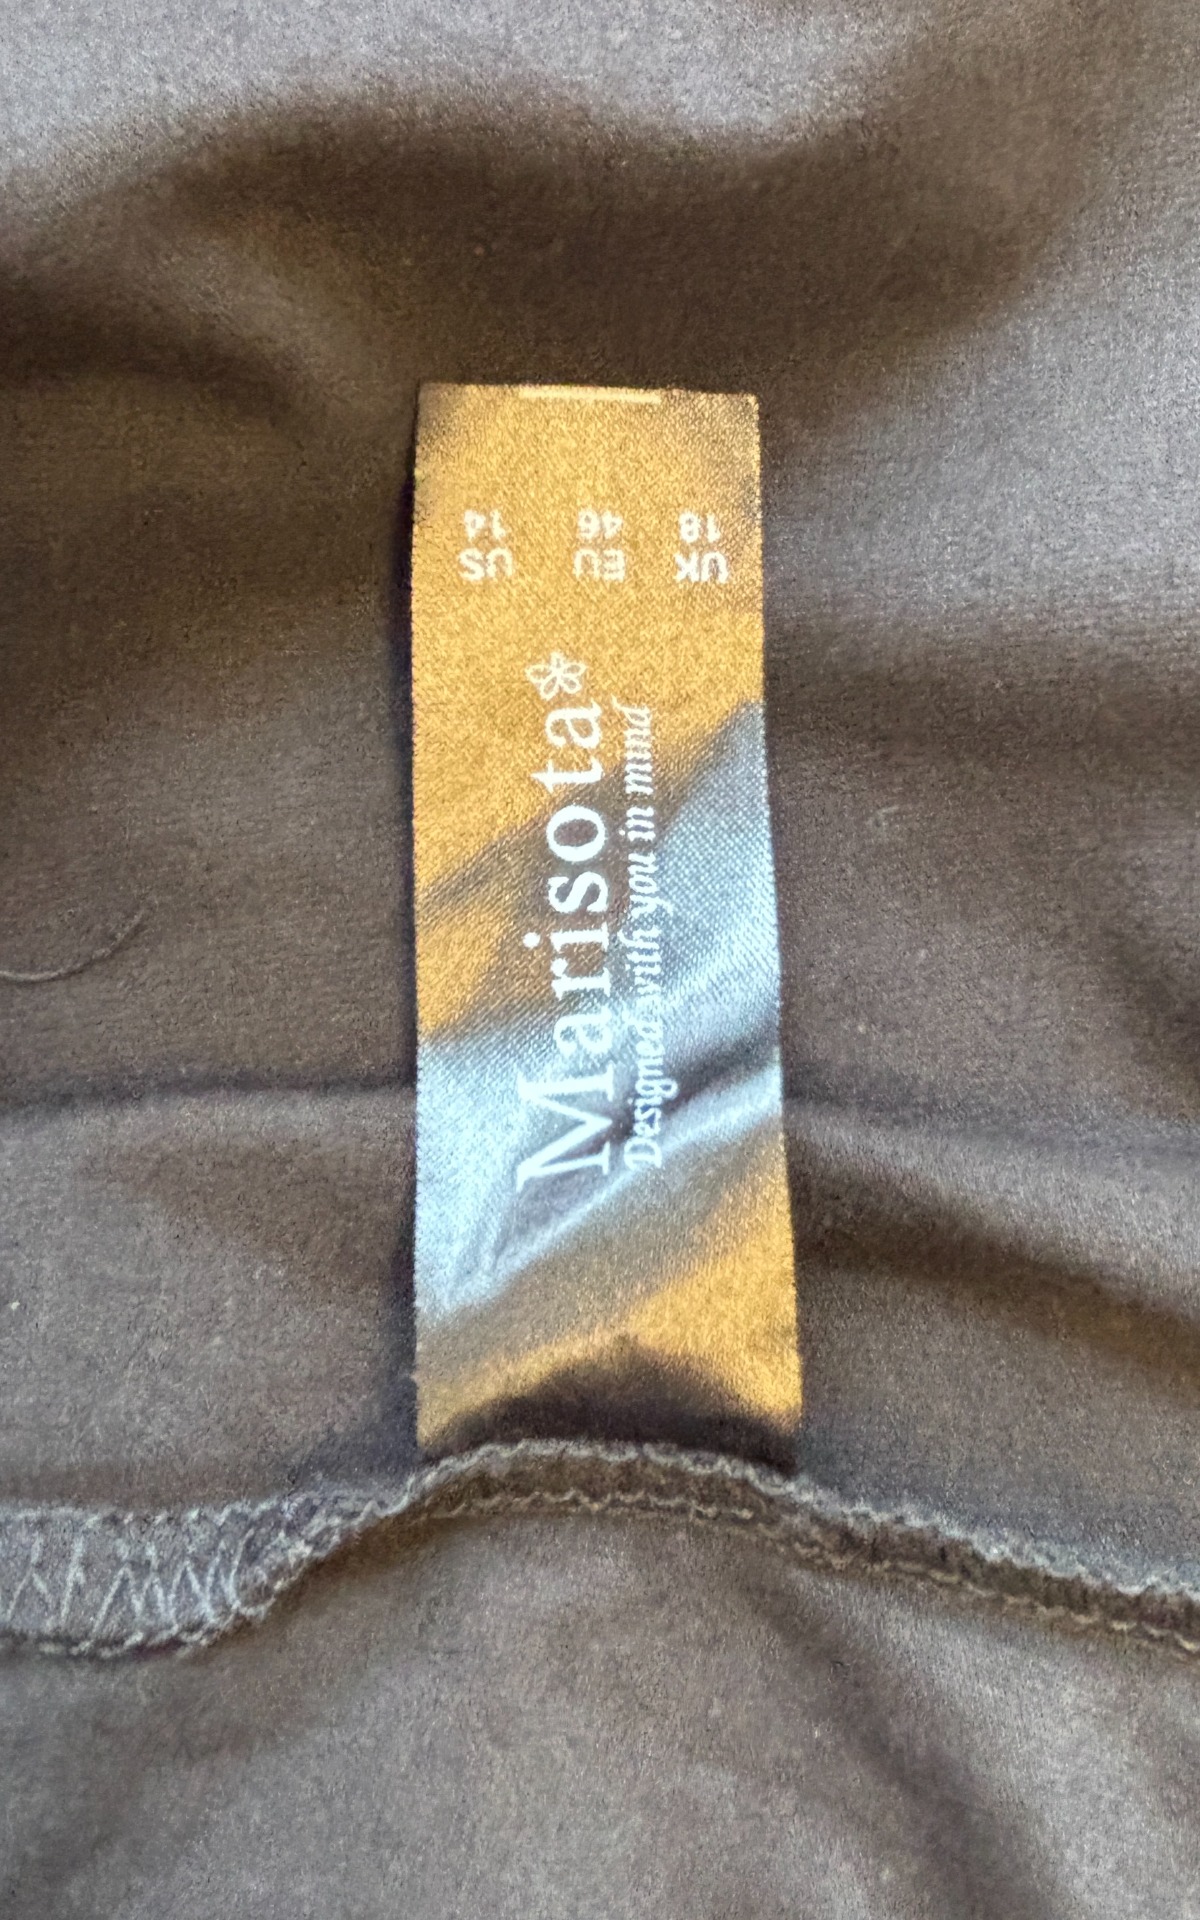 Marisota
Designed with you in mind
UK EU US
18 46 14